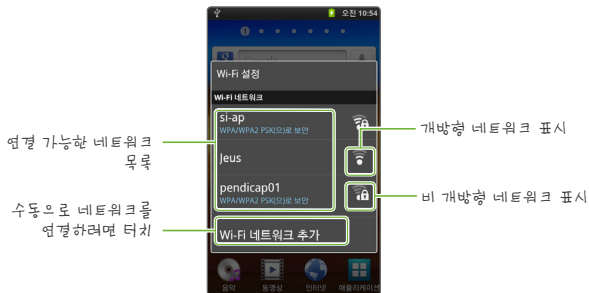 오전 10:54
1
Wi-Fi 설정
Wi-Fi 네트워크
si-ap
WPA/WPA2 PSK(으)로 보안
Jeus
pendicap01
WPA/WPA2 PSK(으)로 보안
Wi-Fi 네트워크 추가
음악
동영상
인터넷
애플리케이션
연결 가능한 네트워크
목록
수동으로 네트워크를
연결하려면 터치
개방형 네트워크 표시
비 개방형 네트워크 표시